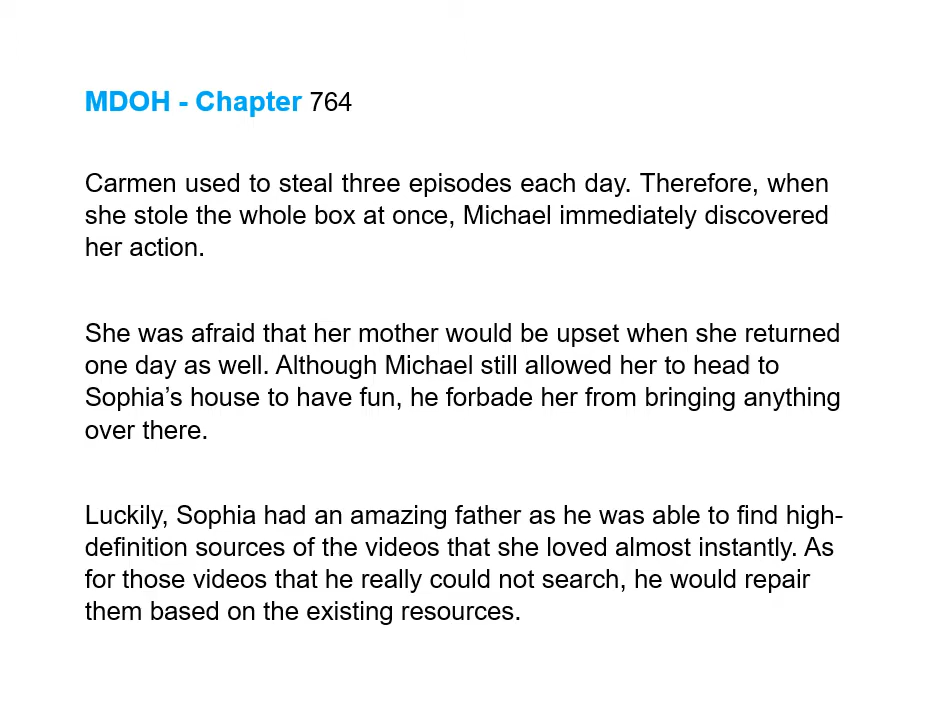 MDOH - Chapter 764
Carmen used to steal three episodes each day. Therefore, when
she stole the whole box at once, Michael immediately discovered
her action.
She was afraid that her mother would be upset when she returned
one day as well. Although Michael still allowed her to head to
Sophia’s house to have fun, he forbade her from bringing anything
over there.
Luckily, Sophia had an amazing father as he was able to find high-
definition sources of the videos that she loved almost instantly. As
for those videos that he really could not search, he would repair
them based on the existing resources.